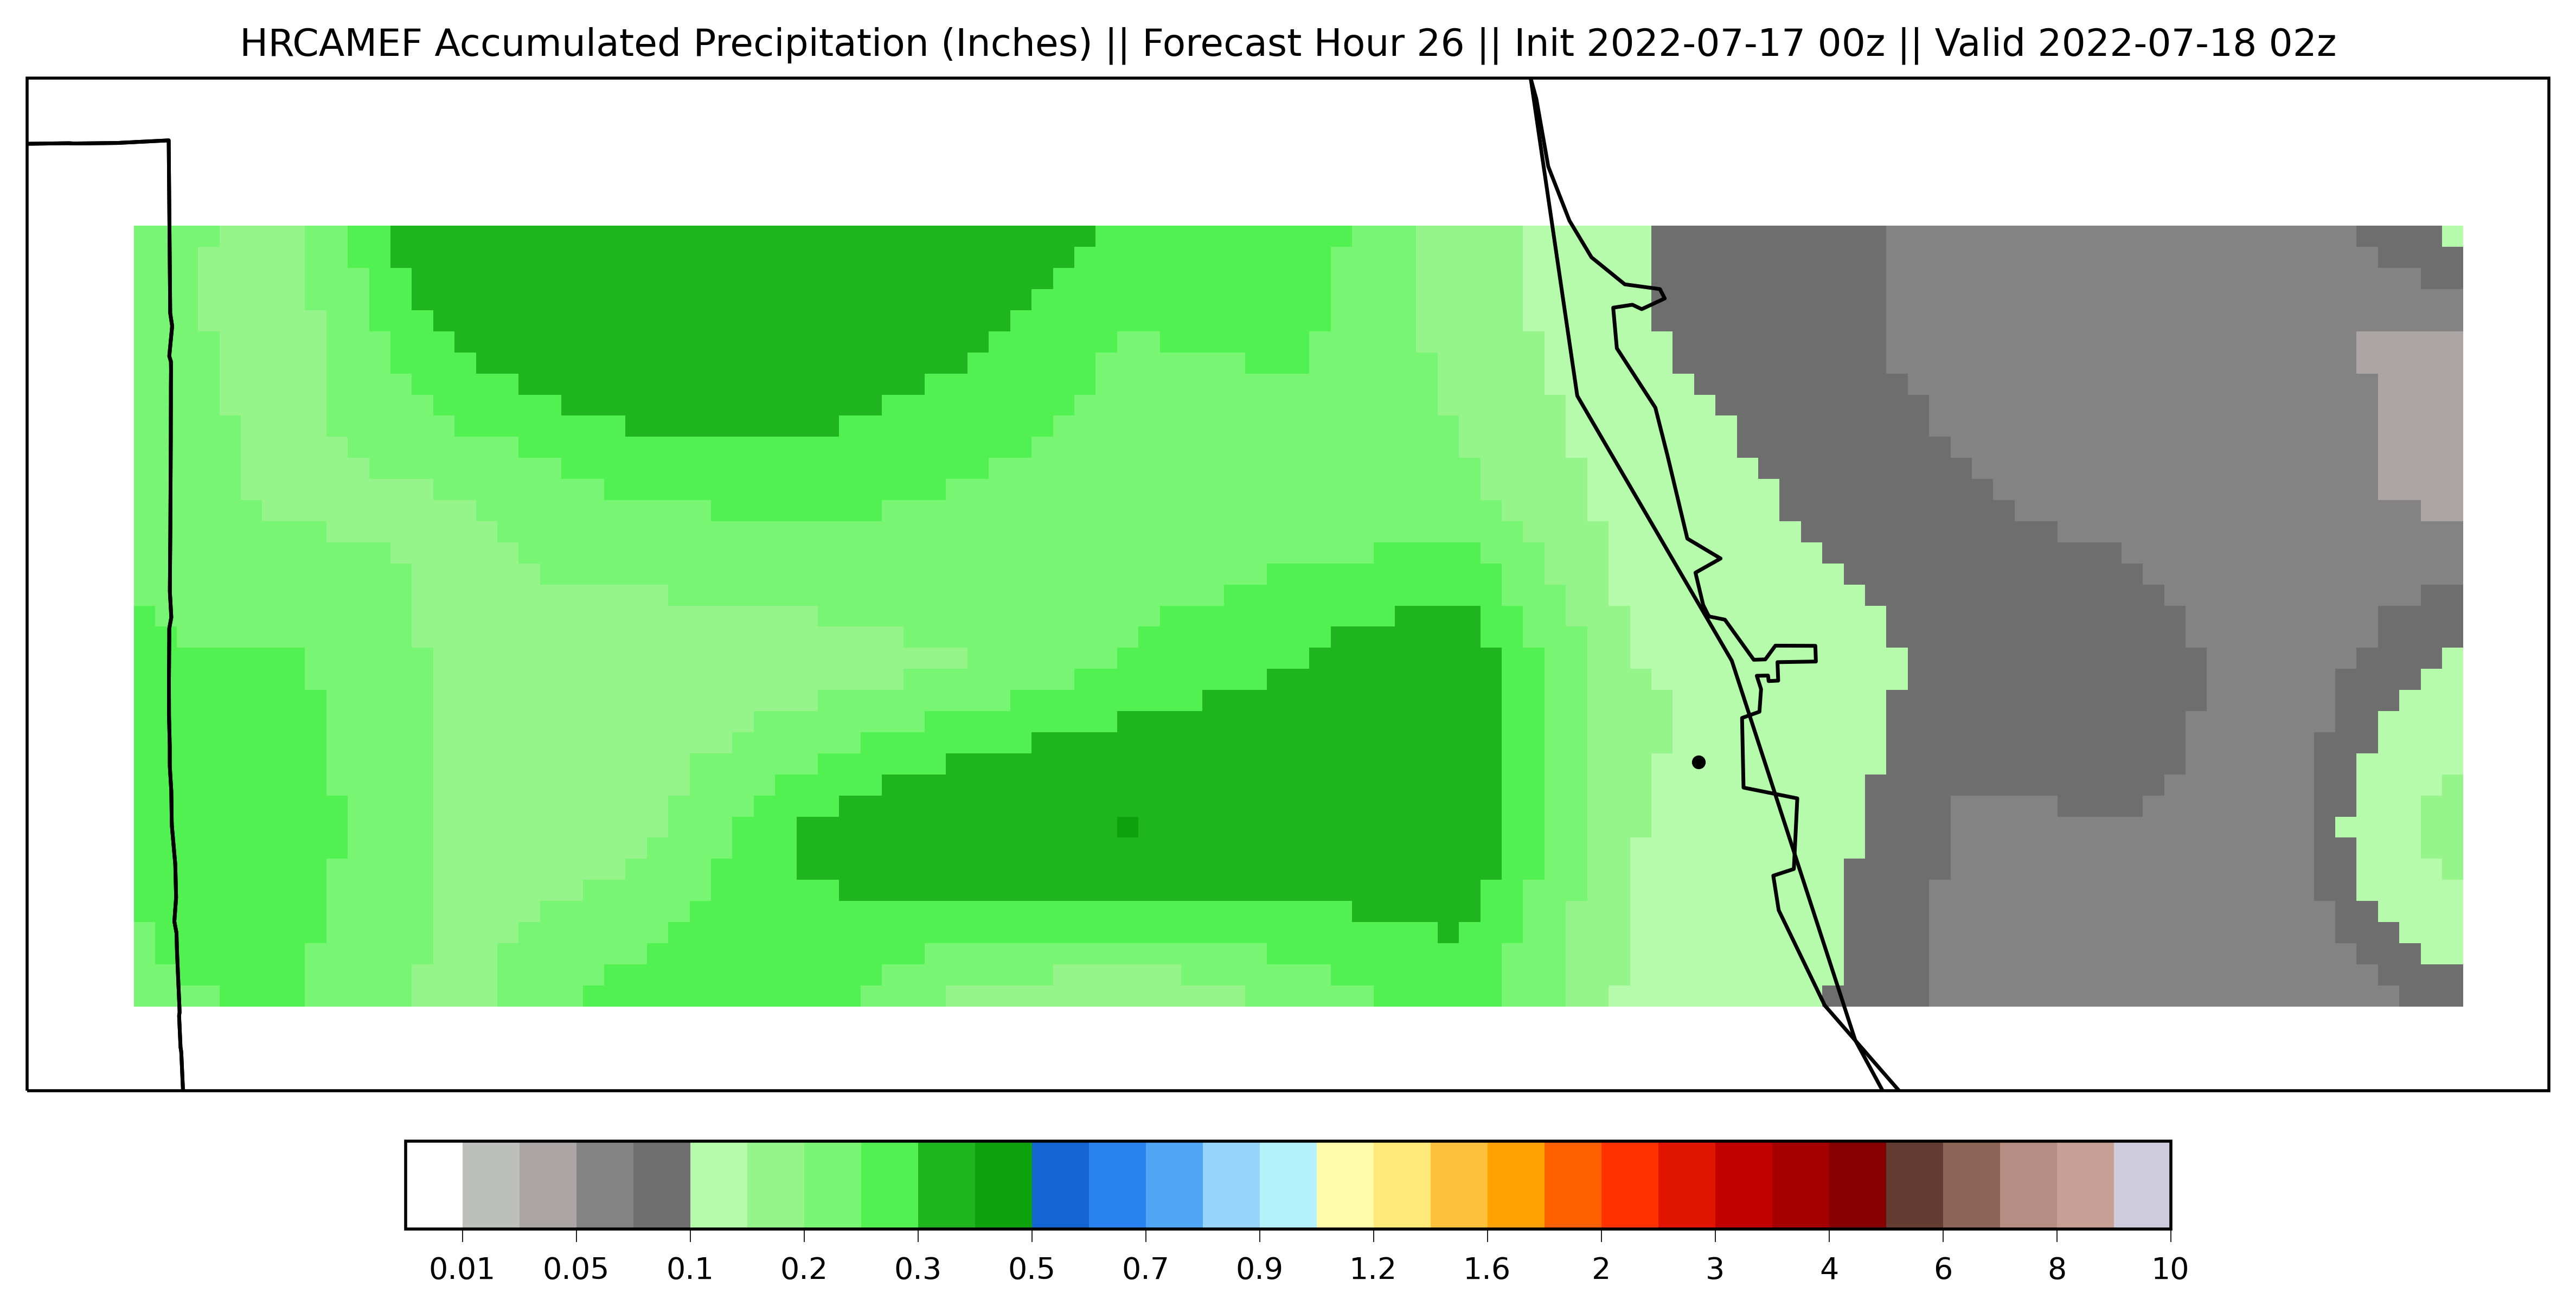 HRCAMEF Accumulated Precipitation (Inches) || Forecast Hour 26 || Init 2022-07-17 00z || Valid 2022-07-18 02z
0.01 0.05 0.1 0.2 0.3 0.5 0.7 0.9 1.2 1.6 2 3 4 6 8 10